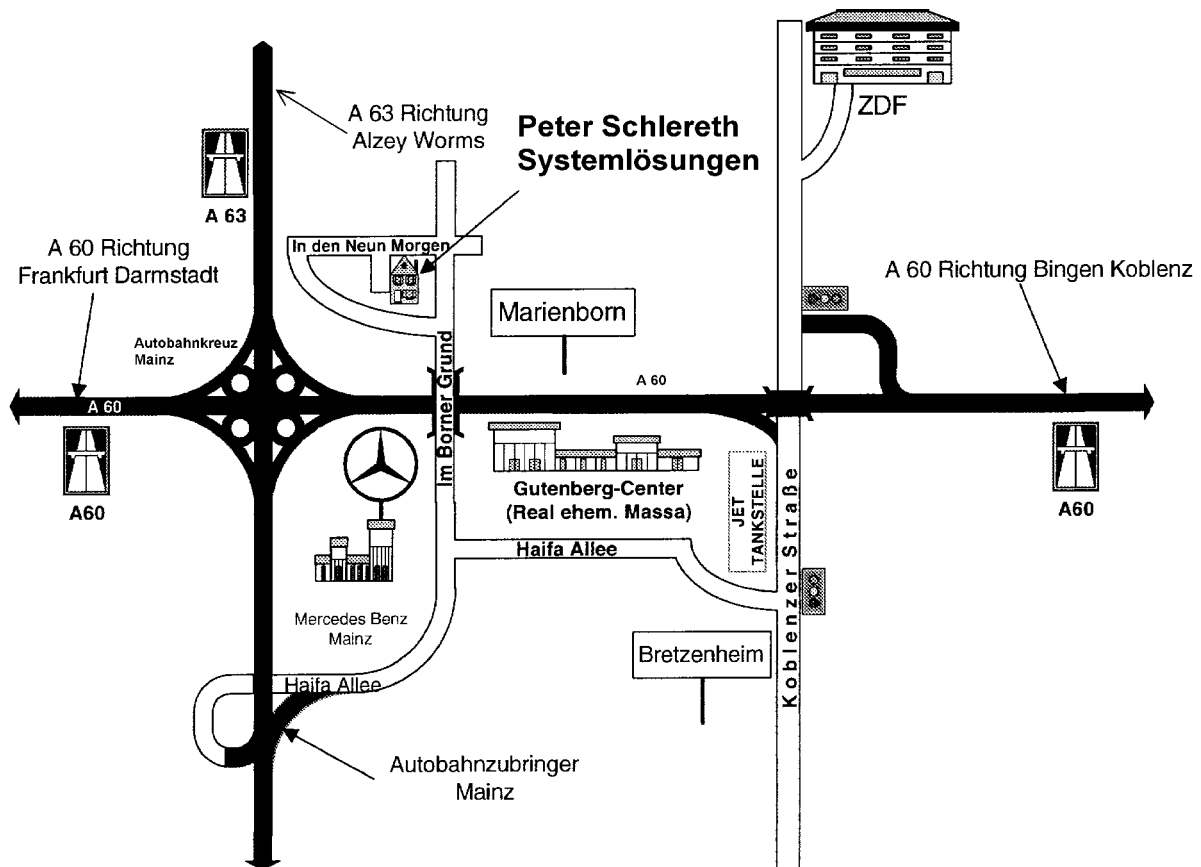 ZDF
A 63 Richtung
Alzey Worms
Peter Schlereth
Systemlösungen
A 63
In den Neun Morgen
A 60 Richtung
Frankfurt Darmstadt
A 60 Richtung Bingen Koblenz
Marienborn
Autobahnkreuz
Mainz
Im Borner Grund
A 60
A 60
A60
A60
Gutenberg-Center
(Real ehem. Massa)
JET
TANKSTELLE
Koblenzer Straße
Haifa Allee
Mercedes Benz
Mainz
Bretzenheim
Haifa Allee
Autobahnzubringer
Mainz